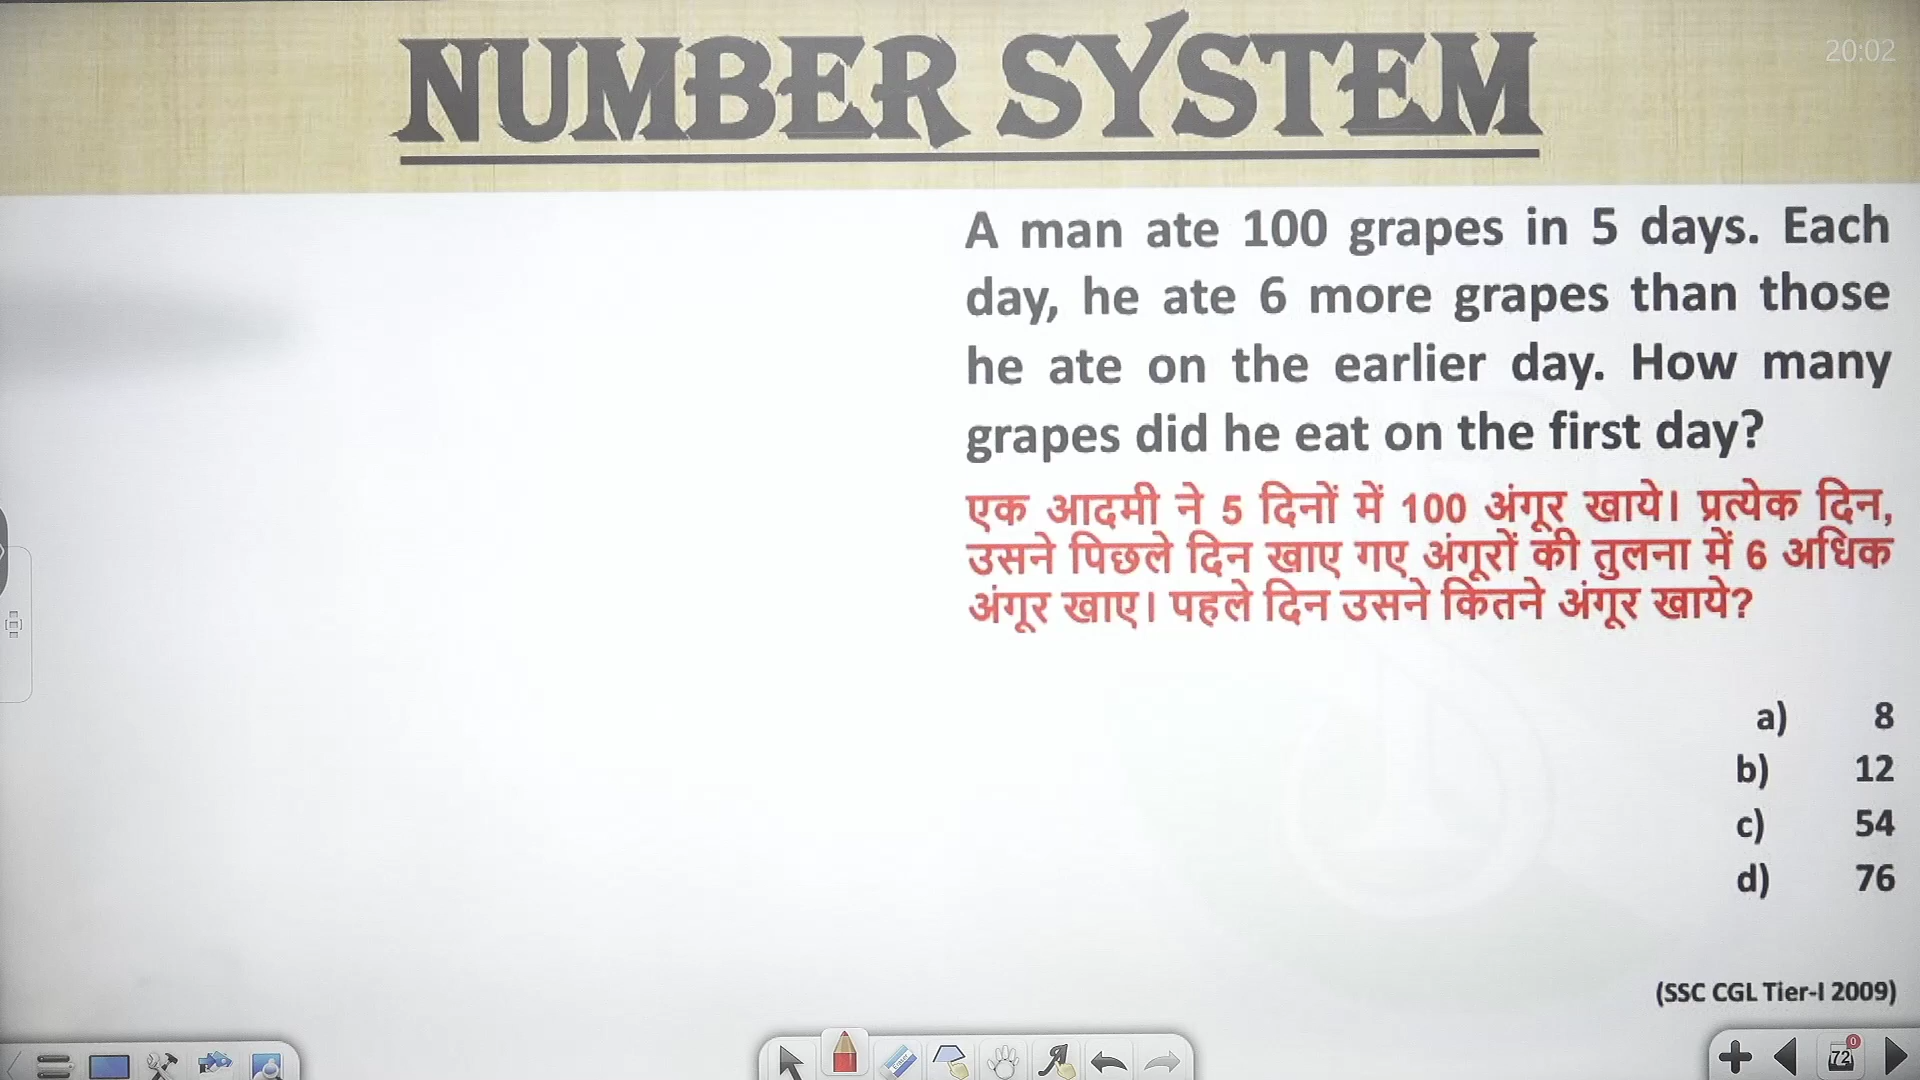 NUMBER SYSTEM
20:02
A man ate 100 grapes in 5 days. Each
day, he ate 6 more grapes than those
he ate on the earlier day. How many
grapes did he eat on the first day?
एक आदमी ने 5 दिनों में 100 अंगूर खाये। प्रत्येक दिन,
उसने पिछले दिन खाए गए अंगूरों की तुलना में 6 अधिक
अंगूर खाए। पहले दिन उसने कितने अंगूर खाये?
a) 8
b) 12
c) 54
d) 76
(SSC CGL Tier-I 2009)
72
0